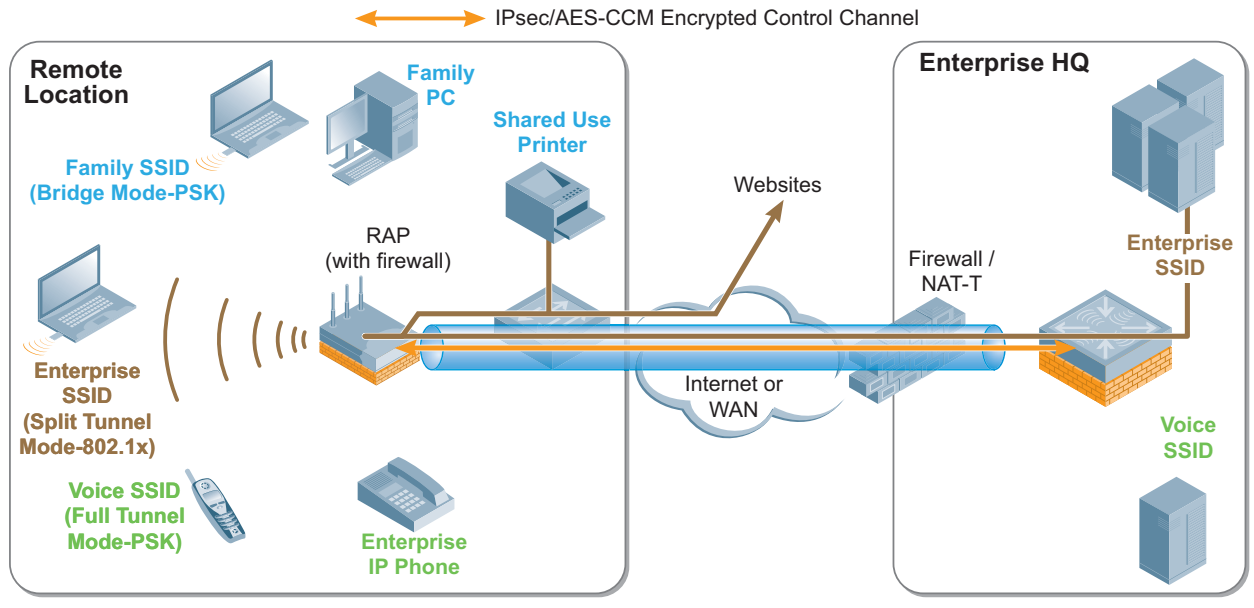 IPsec/AES-CCM Encrypted Control Channel
Remote
Location
Family
PC
Shared Use
Printer
Family SSID
(Bridge Mode-PSK)
RAP
(with firewall)
Enterprise
SSID
(Split Tunnel
Mode-802.1x)
Voice SSID
(Full Tunnel
Mode-PSK)
Enterprise
IP Phone
Websites
Internet or
WAN
Firewall /
NAT-T
Enterprise HQ
Enterprise
SSID
Voice
SSID